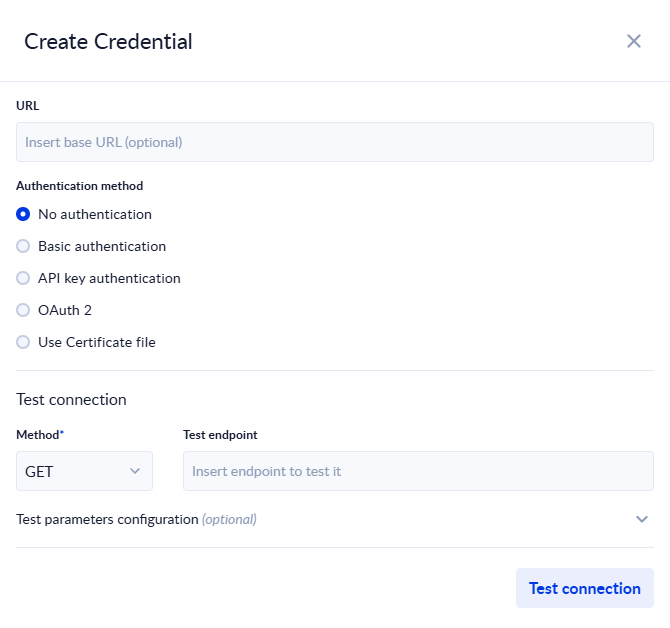 Create Credential
URL
Insert base URL (optional)
Authentication method
No authentication
Basic authentication
API key authentication
OAuth 2
Use Certificate file
Test connection
Method* Test endpoint
GET Insert endpoint to test it
Test parameters configuration (optional)
Test connection